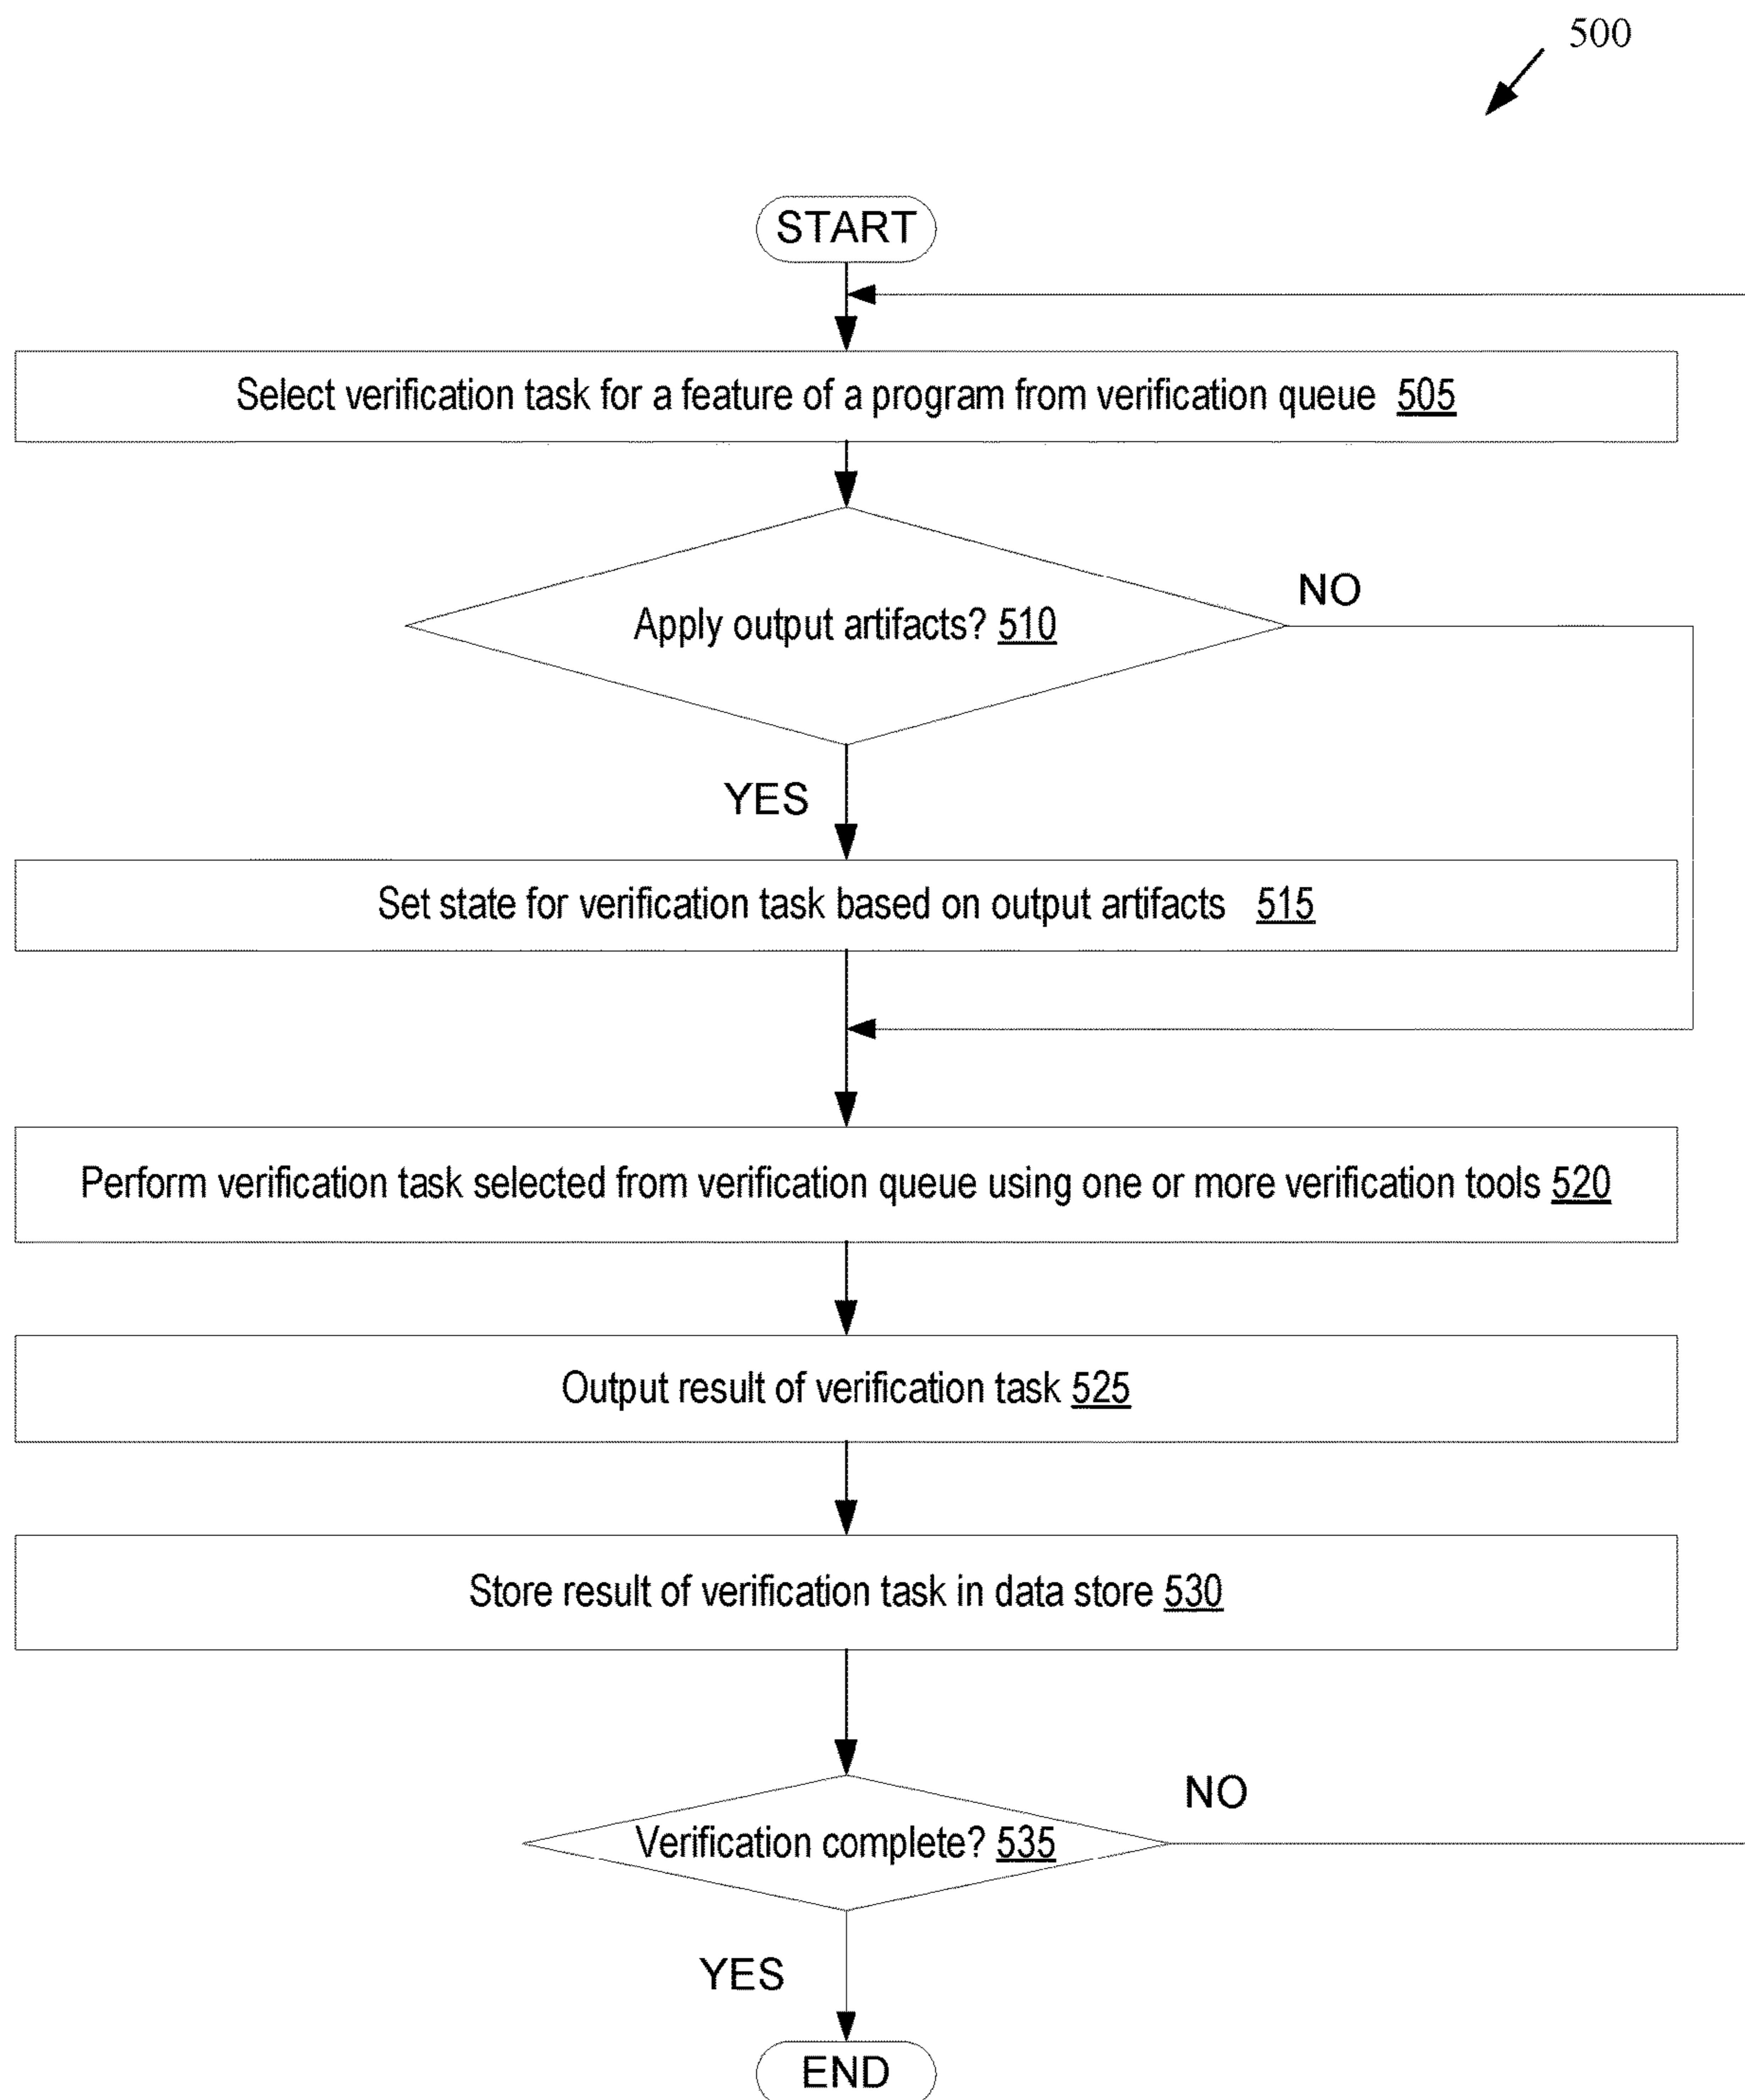 500
START
Select verification task for a feature of a program from verification queue 505
Apply output artifacts? 510
NO
YES
Set state for verification task based on output artifacts 515
Perform verification task selected from verification queue using one or more verification tools 520
Output result of verification task 525
Store result of verification task in data store 530
Verification complete? 535
NO
YES
END